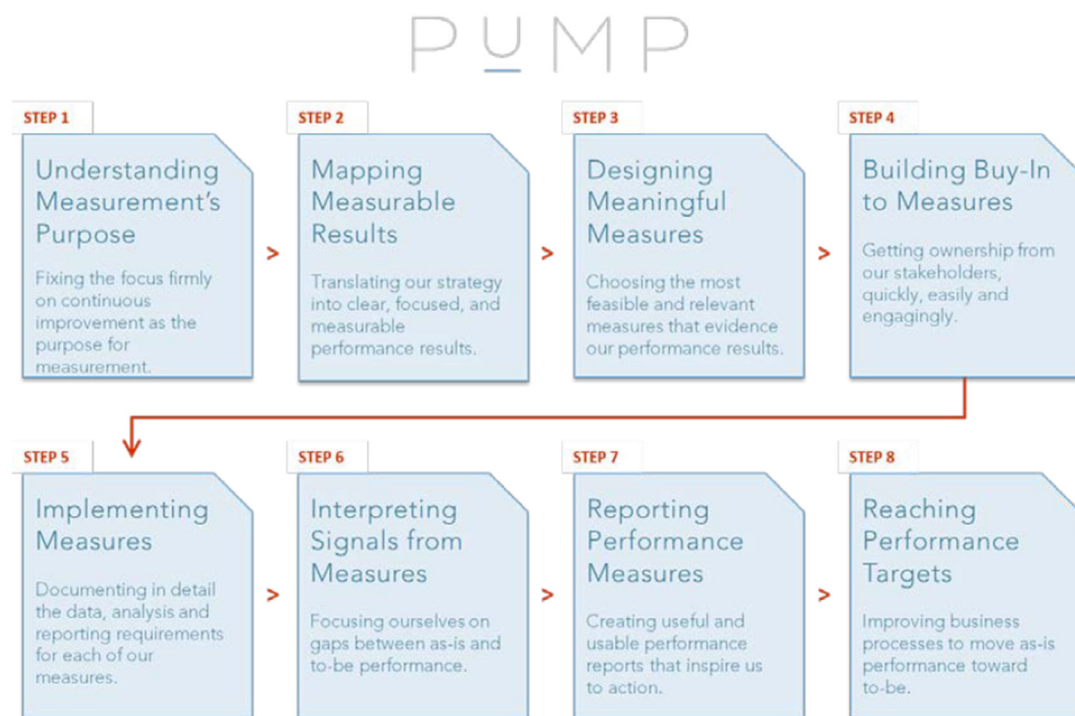 PuMP
STEP 1
Understanding
Measurement's
Purpose
Fixing the focus firmly
on continuous
improvement as the
purpose for
measurement.
>
STEP 2
Mapping
Measurable
Results
Translating our strategy
into clear, focused, and
measurable
performance results.
>
STEP 3
Designing
Meaningful
Measures
Choosing the most
feasible and relevant
measures that evidence
our performance results.
>
STEP 4
Building Buy-In
to Measures
Getting ownership from
our stakeholders,
quickly, easily and
engagingly.
STEP 5
Implementing
Measures
Documenting in detail
the data, analysis and
reporting requirements
for each of our
measures.
>
STEP 6
Interpreting
Signals from
Measures
Focusing ourselves on
gaps between as-is and
to-be performance.
>
STEP 7
Reporting
Performance
Measures
Creating useful and
usable performance
reports that inspire us
to action.
>
STEP 8
Reaching
Performance
Targets
Improving business
processes to move as-is
performance toward
to-be.